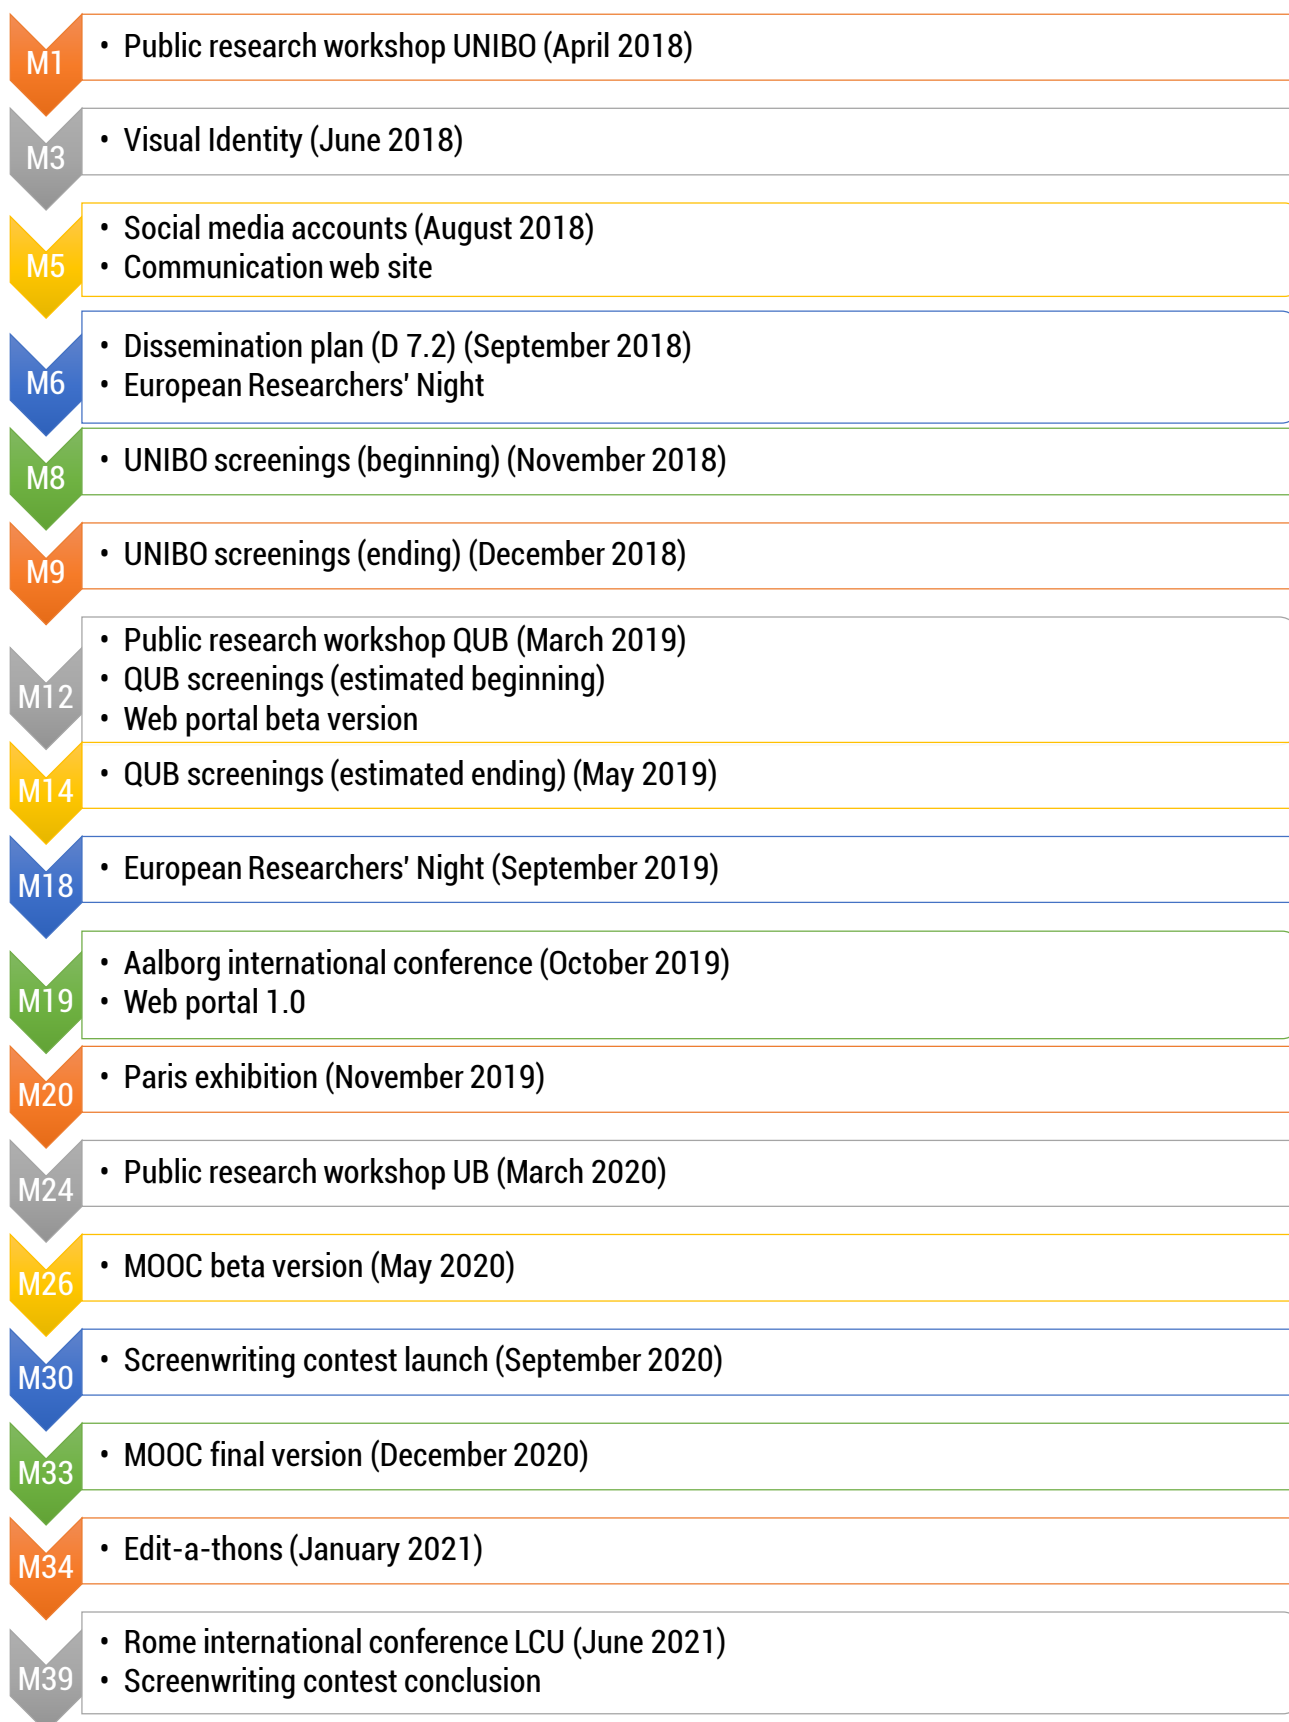 M1
• Public research workshop UNIBO (April 2018)
M3
• Visual Identity (June 2018)
M5
• Social media accounts (August 2018)
• Communication web site
M6
• Dissemination plan (D 7.2) (September 2018)
• European Researchers' Night
M8
• UNIBO screenings (beginning) (November 2018)
M9
• UNIBO screenings (ending) (December 2018)
M12
• Public research workshop QUB (March 2019)
• QUB screenings (estimated beginning)
• Web portal beta version
M14
• QUB screenings (estimated ending) (May 2019)
M18
• European Researchers' Night (September 2019)
M19
• Aalborg international conference (October 2019)
• Web portal 1.0
M20
• Paris exhibition (November 2019)
M24
• Public research workshop UB (March 2020)
M26
• MOOC beta version (May 2020)
M30
• Screenwriting contest launch (September 2020)
M33
• MOOC final version (December 2020)
M34
• Edit-a-thons (January 2021)
M39
• Rome international conference LCU (June 2021)
• Screenwriting contest conclusion